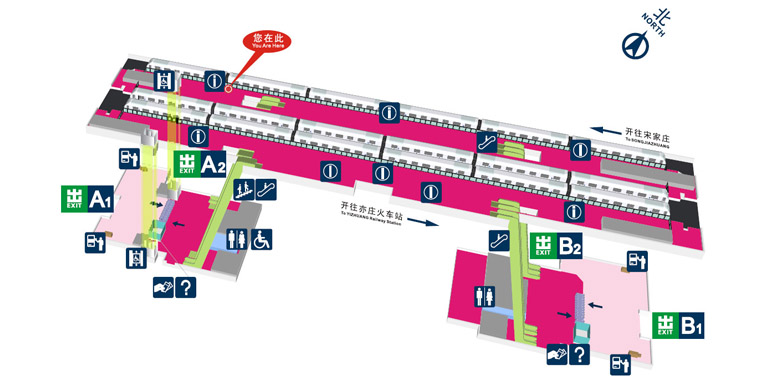 北
NORTH
您在此
You Are Here
开往宋家庄
To SONGJIAZHUANG
出
EXIT
A2
出
EXIT
A1
开往亦庄火车站
To YIZHUANG Railway Station
出
EXIT
B2
?
出
EXIT
B1
?